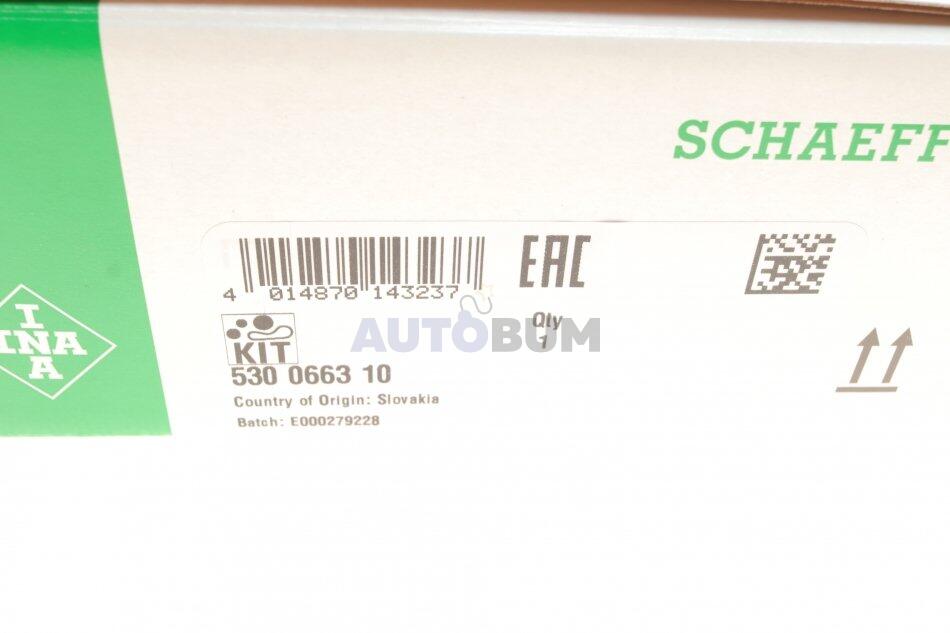 SCHAEFF
EAC
4 014870 143237
INA
INA
AUTOBUM
Qty
1
KIT
530 0663 10
Country of Origin: Slovakia
Batch: E000279228